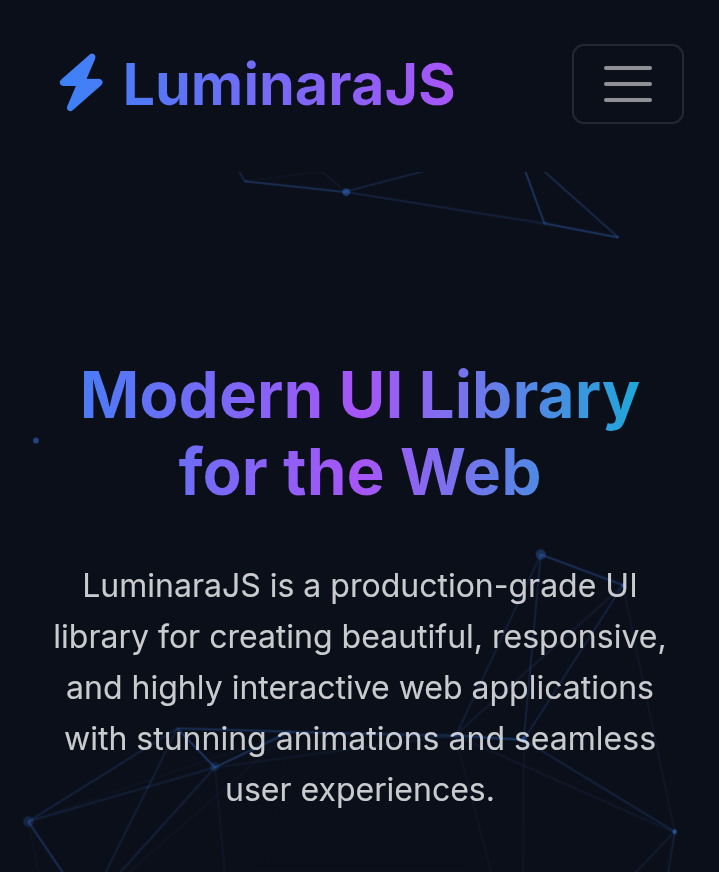 LuminaraJS
Modern UI Library
for the Web
LuminaraJS is a production-grade UI
library for creating beautiful, responsive,
and highly interactive web applications
with stunning animations and seamless
user experiences.